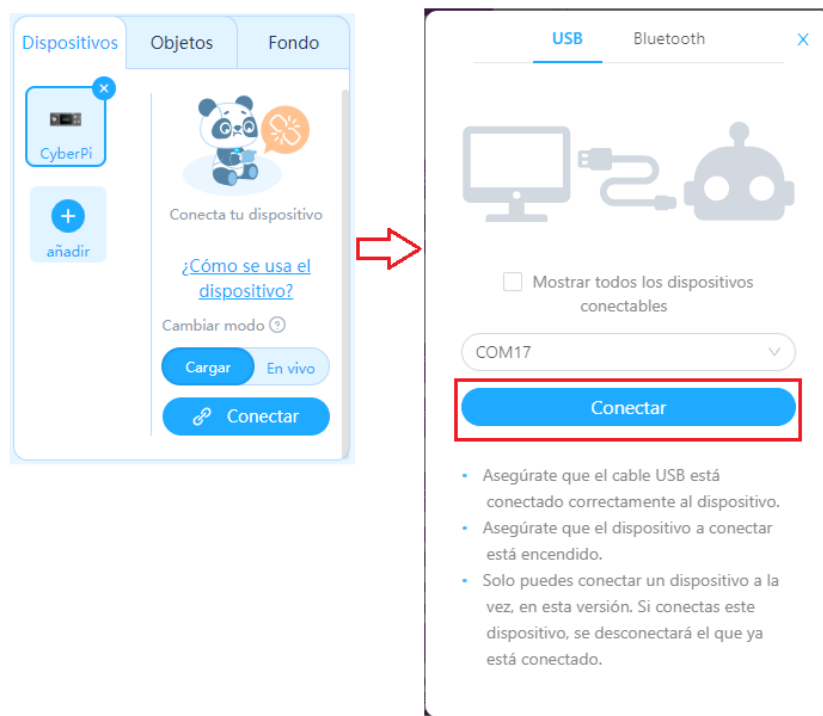 Dispositivos Objetos Fondo
CyberPi
añadir
Conecta tu dispositivo
¿Cómo se usa el
dispositivo?
Cambiar modo ?
Cargar En vivo
Conectar
USB Bluetooth X
Mostrar todos los dispositivos
conectables
COM17
Conectar
• Asegúrate que el cable USB está
conectado correctamente al dispositivo.
• Asegúrate que el dispositivo a conectar
está encendido.
• Solo puedes conectar un dispositivo a la
vez, en esta versión. Si conectas este
dispositivo, se desconectará el que ya
está conectado.